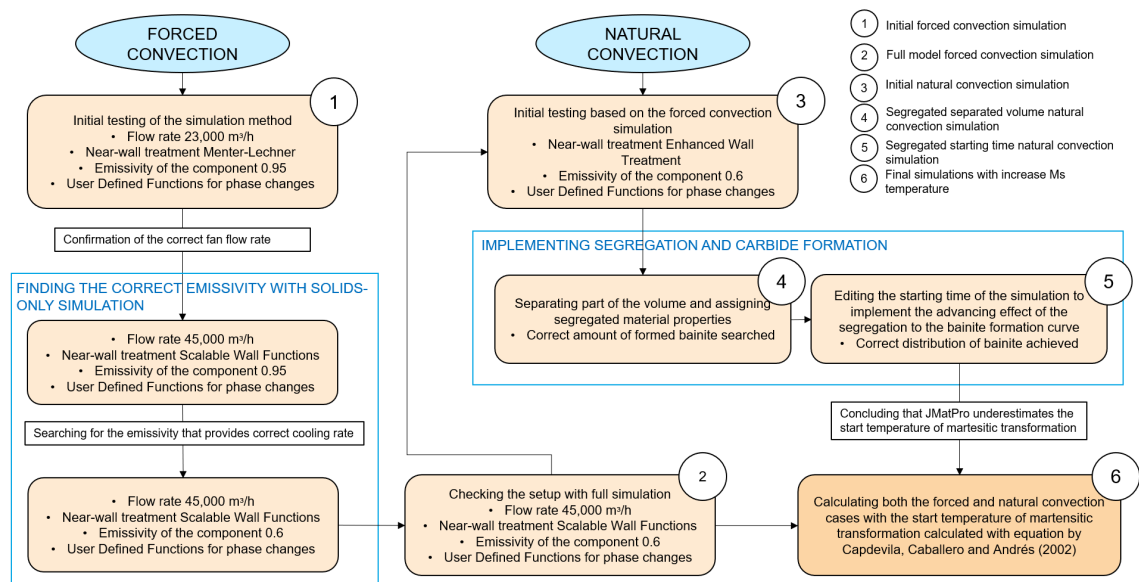 FORCED
CONVECTION
1
Initial testing of the simulation method
• Flow rate 23,000 m³/h
• Near-wall treatment Menter-Lechner
• Emissivity of the component 0.95
• User Defined Functions for phase changes
Confirmation of the correct fan flow rate
FINDING THE CORRECT EMISSIVITY WITH SOLIDS-
ONLY SIMULATION
• Flow rate 45,000 m³/h
• Near-wall treatment Scalable Wall Functions
• Emissivity of the component 0.95
• User Defined Functions for phase changes
Searching for the emissivity that provides correct cooling rate
• Flow rate 45,000 m³/h
• Near-wall treatment Scalable Wall Functions
• Emissivity of the component 0.6
• User Defined Functions for phase changes
2
Checking the setup with full simulation
• Flow rate 45,000 m³/h
• Near-wall treatment Scalable Wall Functions
• Emissivity of the component 0.6
• User Defined Functions for phase changes
NATURAL
CONVECTION
3
Initial testing based on the forced convection
simulation
• Near-wall treatment Enhanced Wall
Treatment
• Emissivity of the component 0.6
• User Defined Functions for phase changes
IMPLEMENTING SEGREGATION AND CARBIDE FORMATION
4
Separating part of the volume and assigning
segregated material properties
• Correct amount of formed bainite searched
5
Editing the starting time of the simulation to
implement the advancing effect of the
segregation to the bainite formation curve
• Correct distribution of bainite achieved
Concluding that JMatPro underestimates the
start temperature of martesitic transformation
6
Calculating both the forced and natural convection
cases with the start temperature of martensitic
transformation calculated with equation by
Capdevila, Caballero and Andrés (2002)
1 Initial forced convection simulation
2 Full model forced convection simulation
3 Initial natural convection simulation
4 Segregated separated volume natural
convection simulation
5 Segregated starting time natural convection
simulation
6 Final simulations with increase Ms
temperature